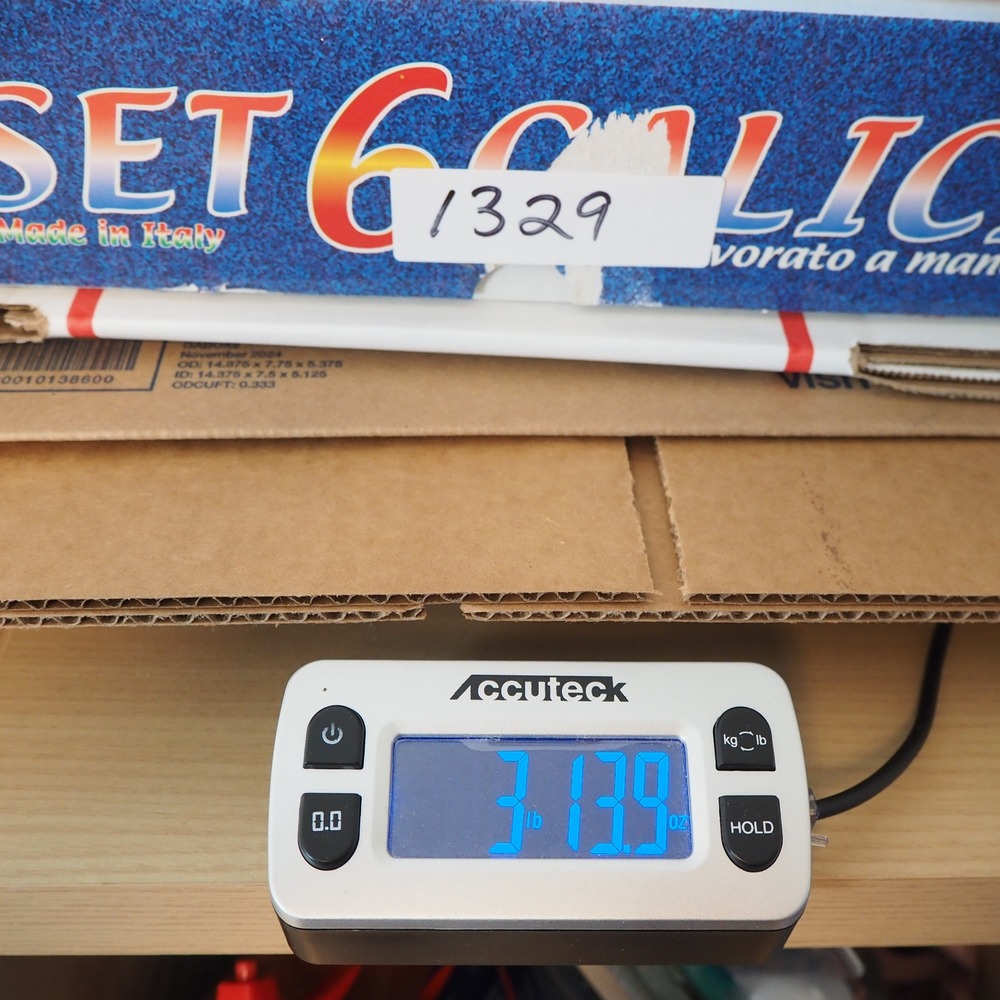 SET 6 CALIC
1329
Made in Italy
vorato a man
0010138600
November 2024
OD: 14.875 x 7.75 x 5.375
ID: 14.375 x 7.5 x 5.125
ODCUFT: 0.333
Accuteck
kg lb
3 lb 13.9 oz
0.0
HOLD